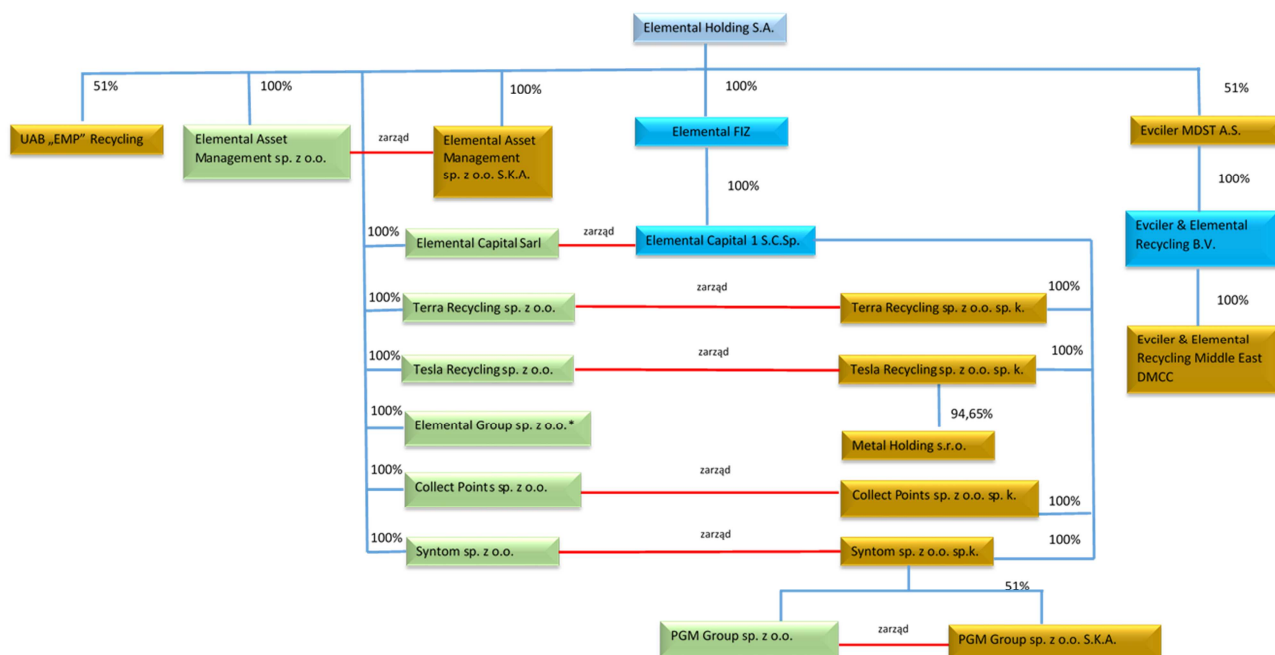 Elemental Holding S.A.
51%
100%
100%
100%
51%
UAB „EMP” Recycling
Elemental Asset
Management sp. z o.o.
zarząd
Elemental Asset
Management
sp. z o.o. S.K.A.
Elemental FIZ
Evciler MDST A.S.
100%
100%
100%
Elemental Capital Sarl
zarząd
Elemental Capital 1 S.C.Sp.
Evciler & Elemental
Recycling B.V.
100%
Terra Recycling sp. z o.o.
zarząd
Terra Recycling sp. z o.o. sp. k.
100%
100%
100%
Tesla Recycling sp. z o.o.
zarząd
Tesla Recycling sp. z o.o. sp. k.
100%
Evciler & Elemental
Recycling Middle East
DMCC
94,65%
100%
Elemental Group sp. z o.o.*
Metal Holding s.r.o.
100%
Collect Points sp. z o.o.
zarząd
Collect Points sp. z o.o. sp. k.
100%
100%
Syntom sp. z o.o.
zarząd
Syntom sp. z o.o. sp.k.
100%
51%
PGM Group sp. z o.o.
zarząd
PGM Group sp. z o.o. S.K.A.